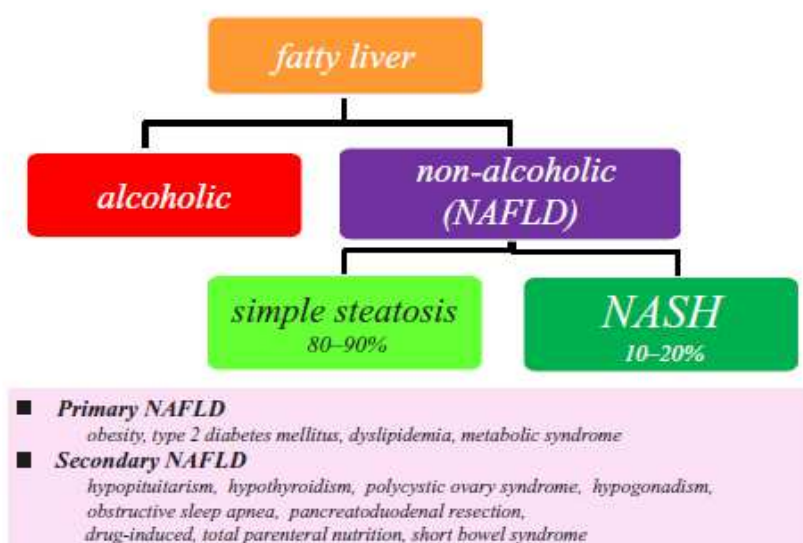 fatty liver
alcoholic
non-alcoholic
(NAFLD)
simple steatosis
80–90%
NASH
10–20%
■ Primary NAFLD
obesity, type 2 diabetes mellitus, dyslipidemia, metabolic syndrome
■ Secondary NAFLD
hypopituitarism, hypothyroidism, polycystic ovary syndrome, hypogonadism,
obstructive sleep apnea, pancreatoduodenal resection,
drug-induced, total parenteral nutrition, short bowel syndrome